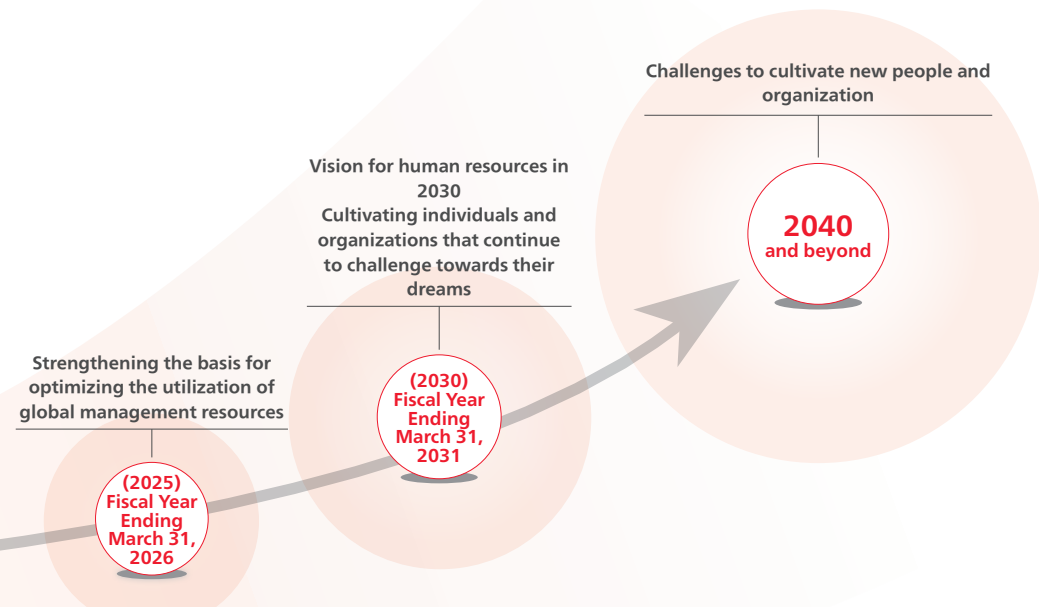 Challenges to cultivate new people and
organization
2040
and beyond
Vision for human resources in
2030
Cultivating individuals and
organizations that continue
to challenge towards their
dreams
(2030)
Fiscal Year
Ending
March 31,
2031
Strengthening the basis for
optimizing the utilization of
global management resources
(2025)
Fiscal Year
Ending
March 31,
2026